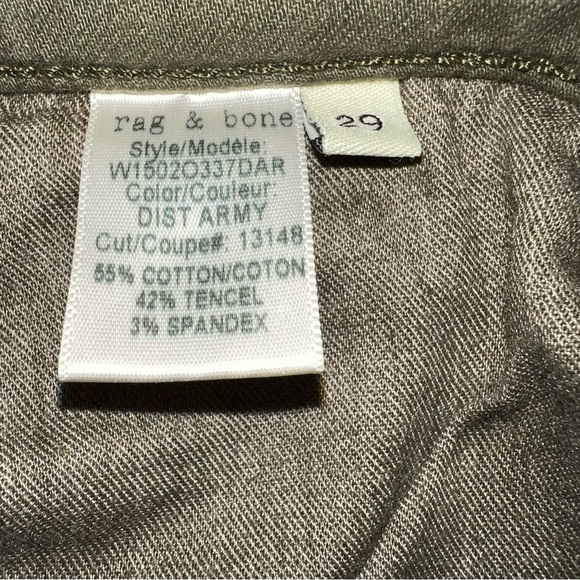 rag & bone
29
Style/Modèle:
W1502O337DAR
Color/Couleur:
DIST ARMY
Cut/Coupe#: 13148
55% COTTON/COTON
42% TENCEL
3% SPANDEX